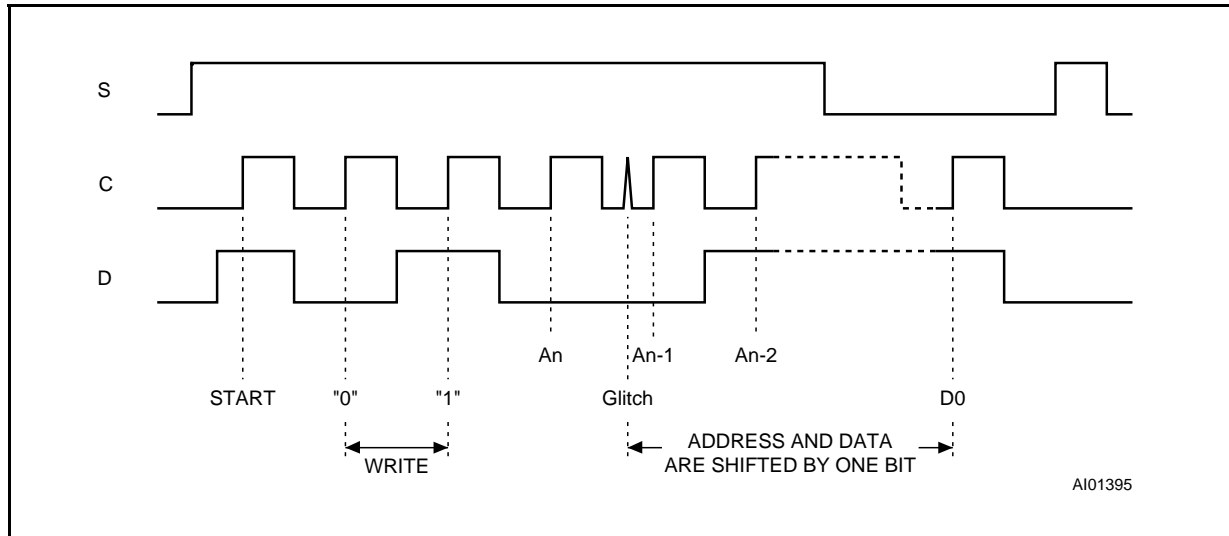 S
C
D
An An-1 An-2
START "0" "1" Glitch D0
WRITE
ADDRESS AND DATA
ARE SHIFTED BY ONE BIT
AI01395